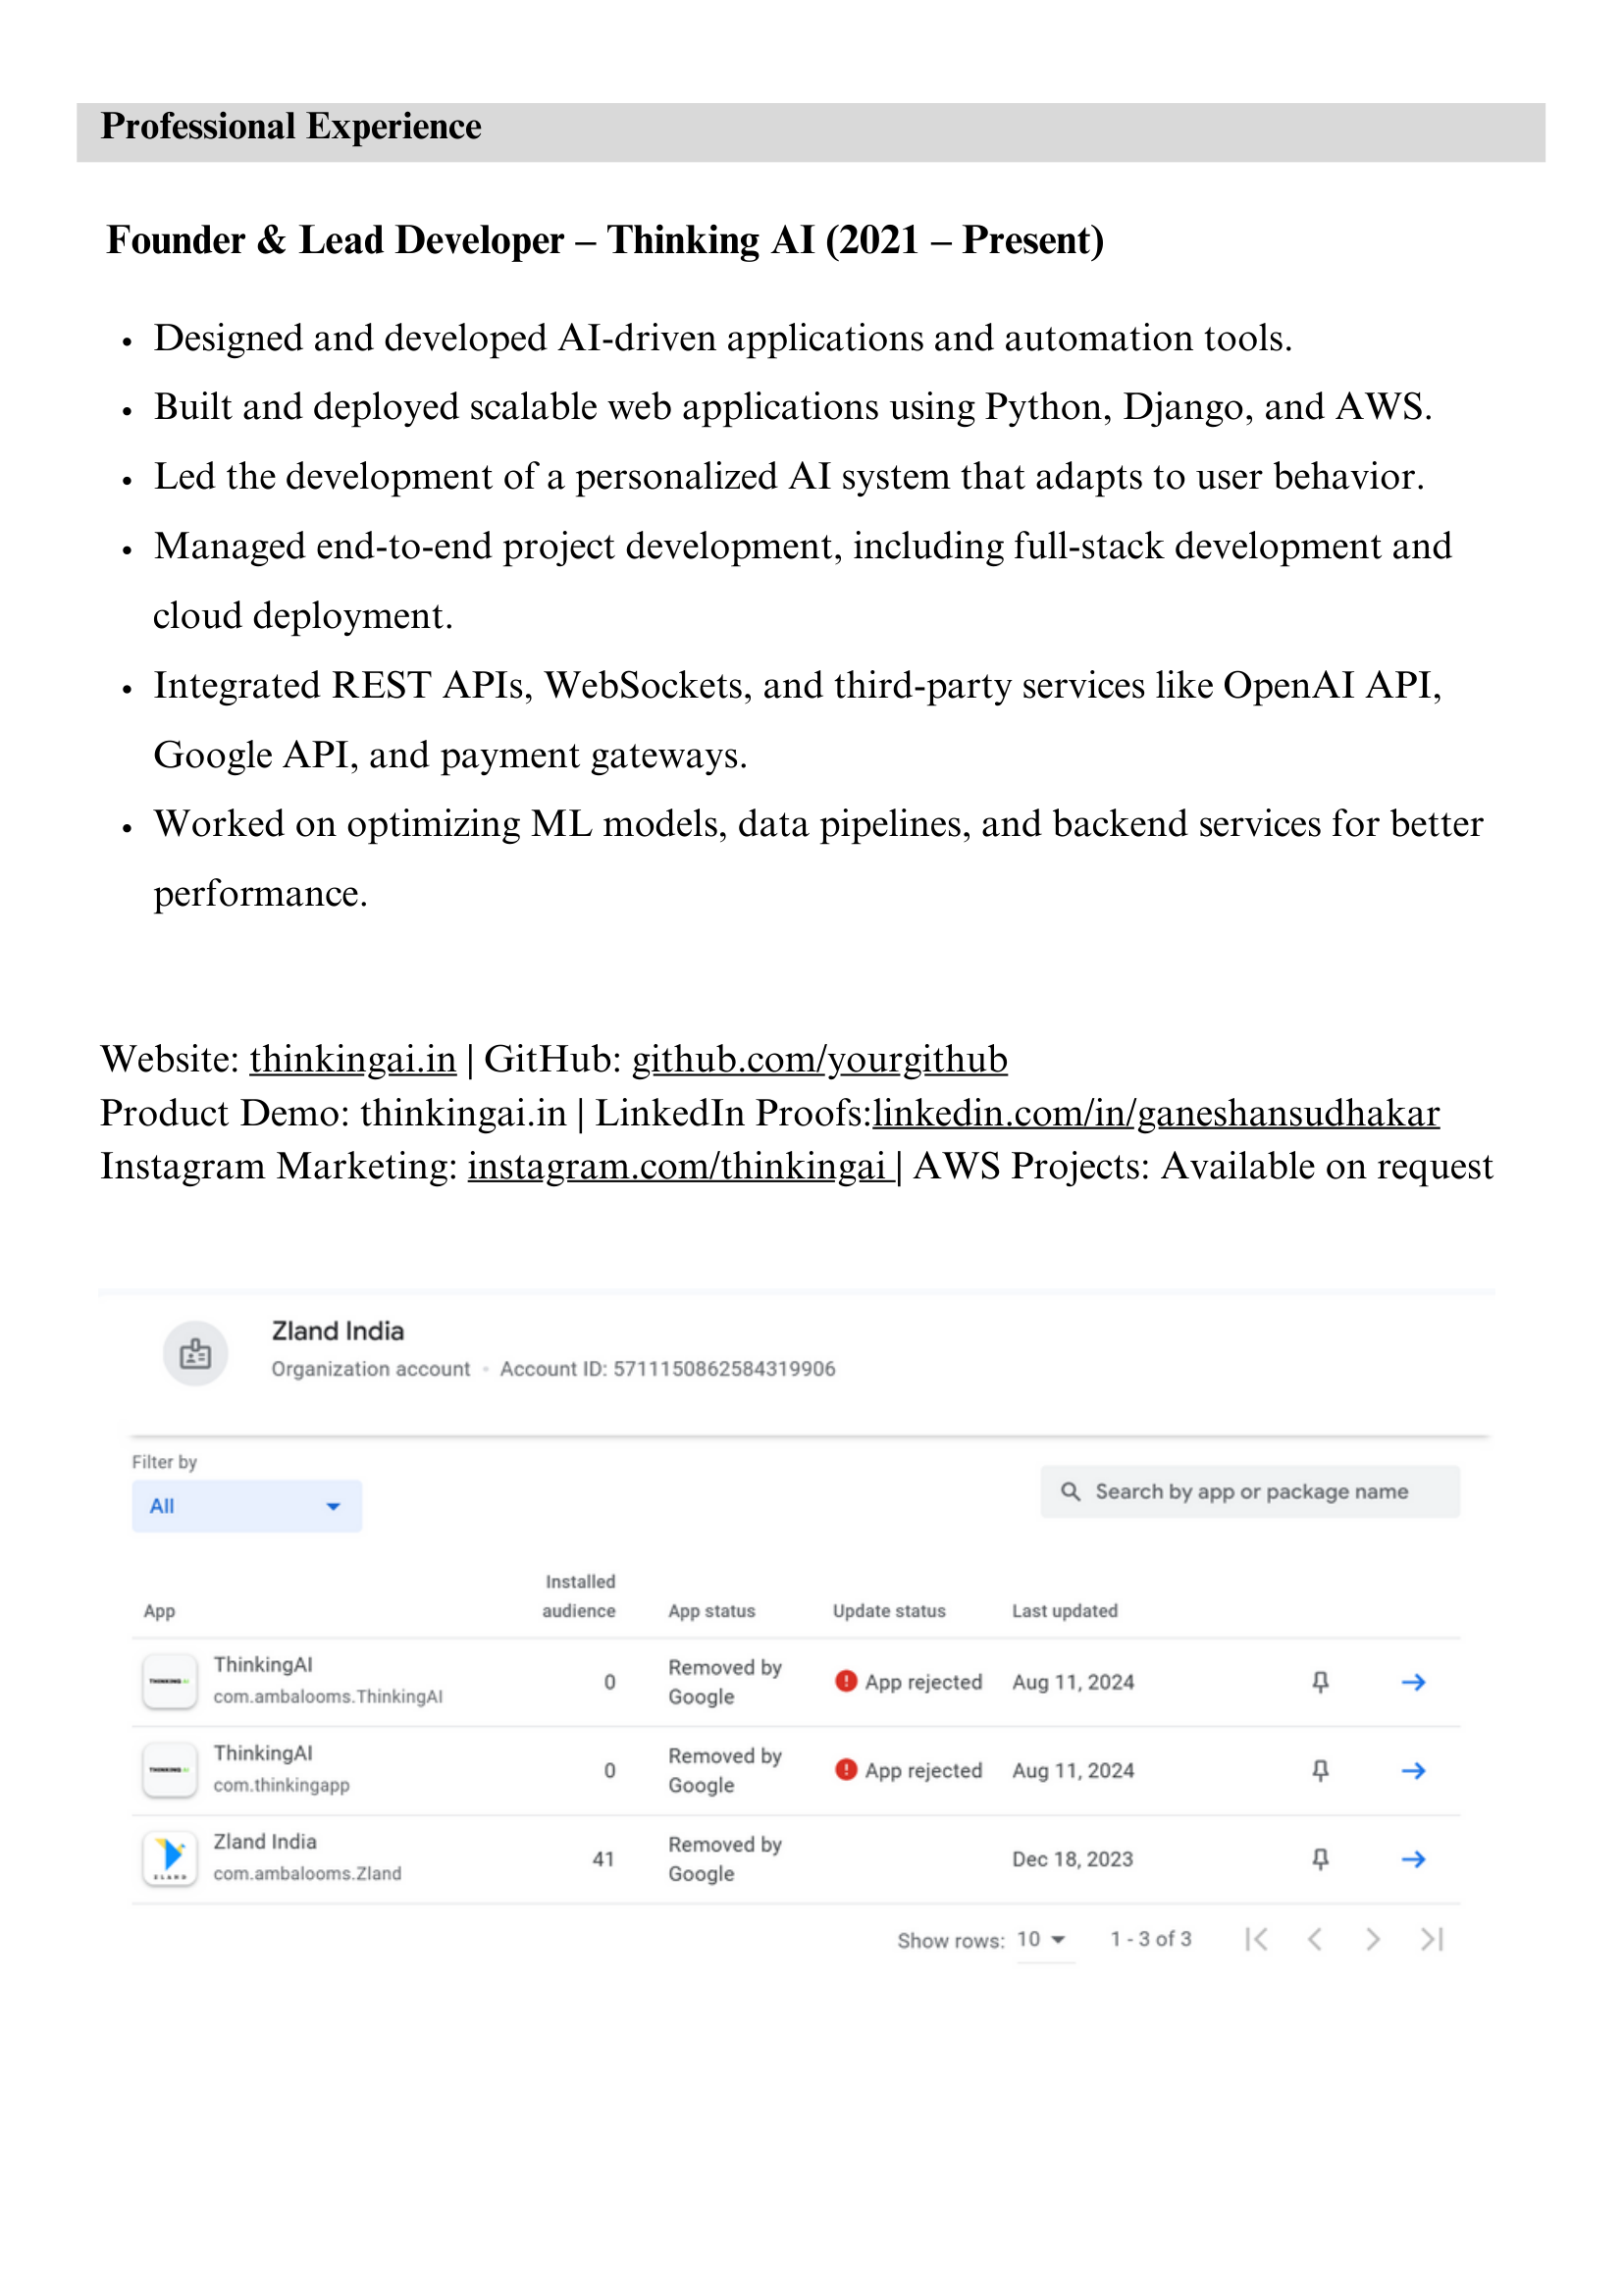 Professional Experience
Founder & Lead Developer – Thinking AI (2021 – Present)
• Designed and developed AI-driven applications and automation tools.
• Built and deployed scalable web applications using Python, Django, and AWS.
• Led the development of a personalized AI system that adapts to user behavior.
• Managed end-to-end project development, including full-stack development and
cloud deployment.
• Integrated REST APIs, WebSockets, and third-party services like OpenAI API,
Google API, and payment gateways.
• Worked on optimizing ML models, data pipelines, and backend services for better
performance.
Website: thinkingai.in | GitHub: github.com/yourgithub
Product Demo: thinkingai.in | LinkedIn Proofs:linkedin.com/in/ganeshansudhakar
Instagram Marketing: instagram.com/thinkingai | AWS Projects: Available on request
Zland India
Organization account • Account ID: 5711150862584319906
Filter by
All
Search by app or package name
Installed
App audience App status Update status Last updated
THINKING AI
ThinkingAI
com.ambalooms.ThinkingAI
0
Removed by
Google
App rejected
Aug 11, 2024
THINKING AI
ThinkingAI
com.thinkingapp
0
Removed by
Google
App rejected
Aug 11, 2024
ZLAND
Zland India
com.ambalooms.Zland
41
Removed by
Google
Dec 18, 2023
Show rows: 10 1 - 3 of 3